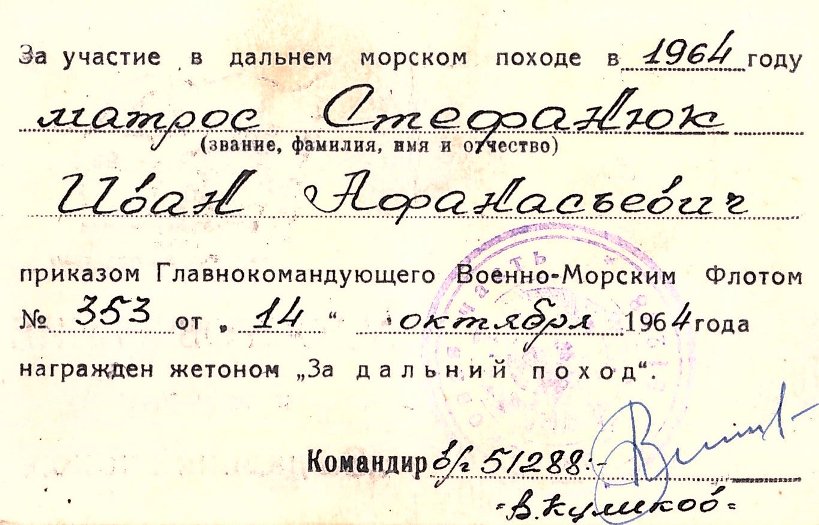 За участие в дальнем морском походе в 1964 году
матрос Стефанюк
(звание, фамилия, имя и отчество)
Иван Афанасьевич
приказом Главнокомандующего Военно-Морским Флотом
№ 353 от „14“ октября 1964 года
награжден жетоном „За дальний поход“.
Командир в/ч 51288:-
-В. Куликов=